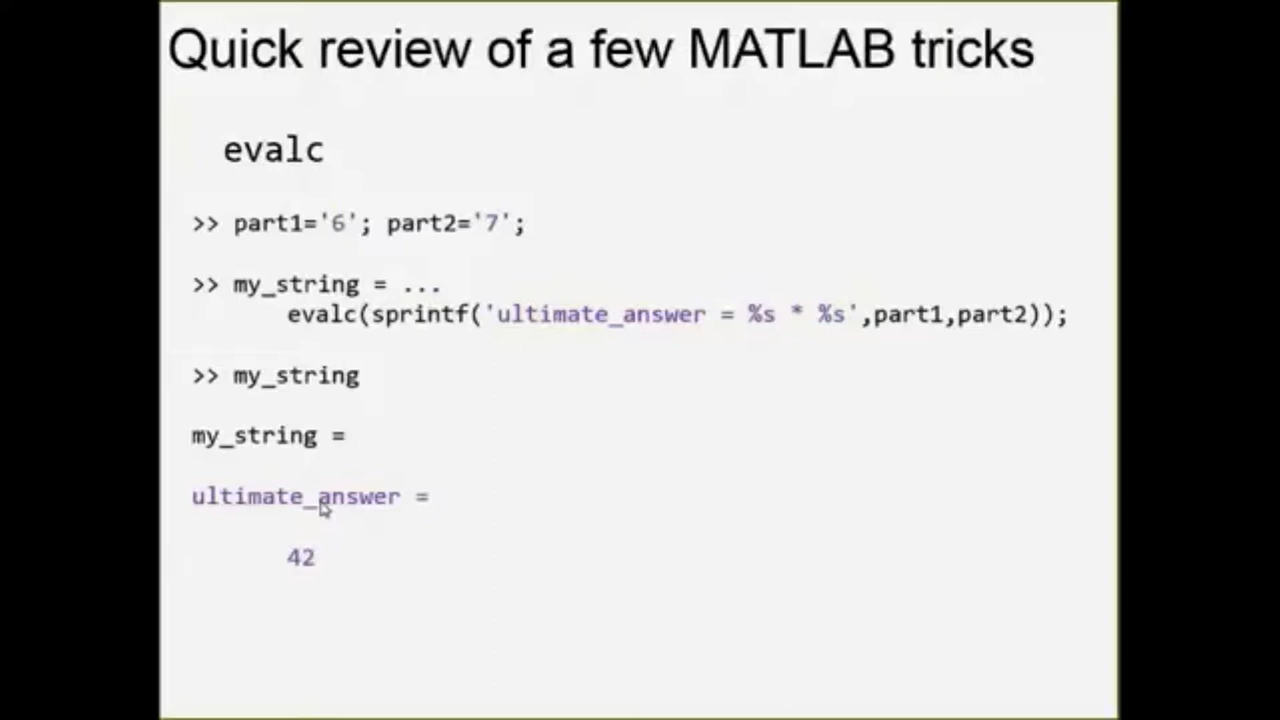 Quick review of a few MATLAB tricks
evalc
>> part1='6'; part2='7';
>> my_string = ...
evalc(sprintf('ultimate_answer = %s * %s',part1,part2));
>> my_string
my_string =
ultimate_answer =
42